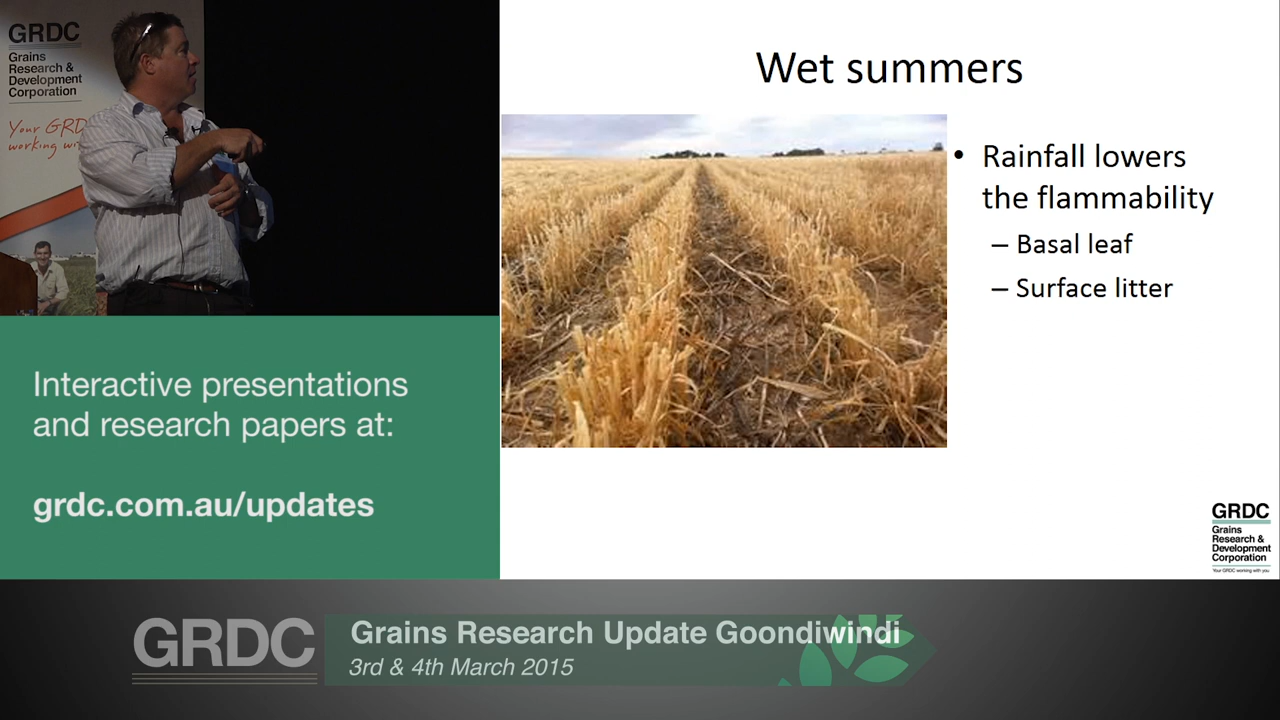 GRDC
Grains
Research &
Development
Corporation
Your GRD
working wi
Interactive presentations
and research papers at:
grdc.com.au/updates
Wet summers
• Rainfall lowers
the flammability
– Basal leaf
– Surface litter
GRDC
Grains
Research &
Development
Corporation
Your GRDC working with you
GRDC
Grains Research Update Goondiwindi
3rd & 4th March 2015